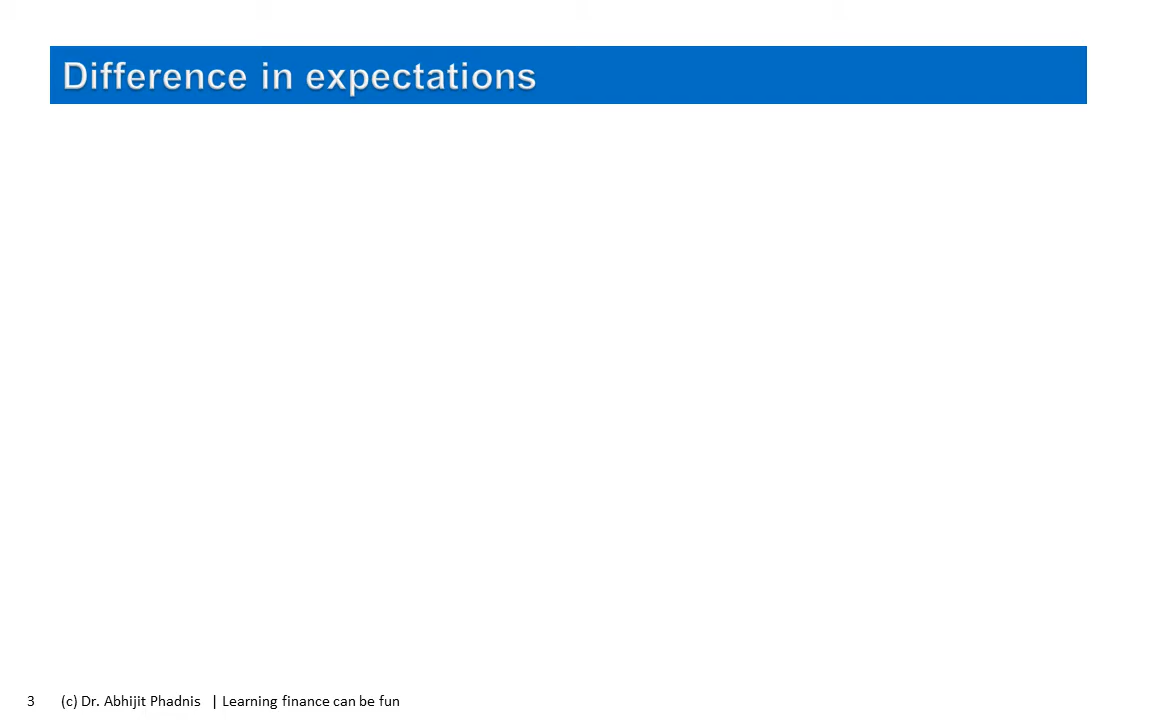 Difference in expectations
3 (c) Dr. Abhijit Phadnis | Learning finance can be fun